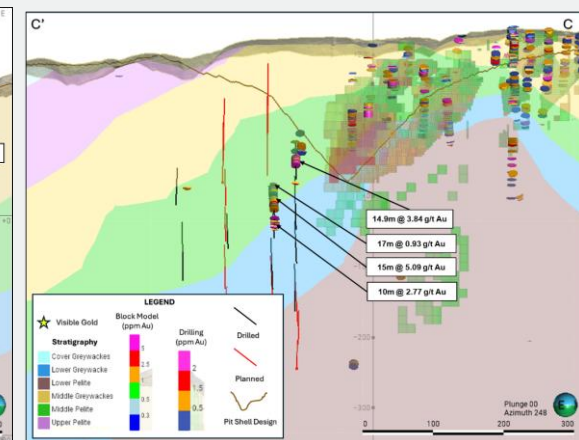 E
C'
C
14.9m @ 3.84 g/t Au
17m @ 0.93 g/t Au
15m @ 5.09 g/t Au
10m @ 2.77 g/t Au
+0
-200
-300
LEGEND
Visible Gold
Stratigraphy
Cover Greywackes
Lower Greywacke
Lower Pelite
Middle Greywackes
Middle Pelite
Upper Pelite
Block Model
(ppm Au)
3
2
1
0.5
0.3
Drilling
(ppm Au)
2
1.5
0.5
Drilled
Planned
Pit Shell Design
Plunge 00
Azimuth 248
E
0
100
200
300